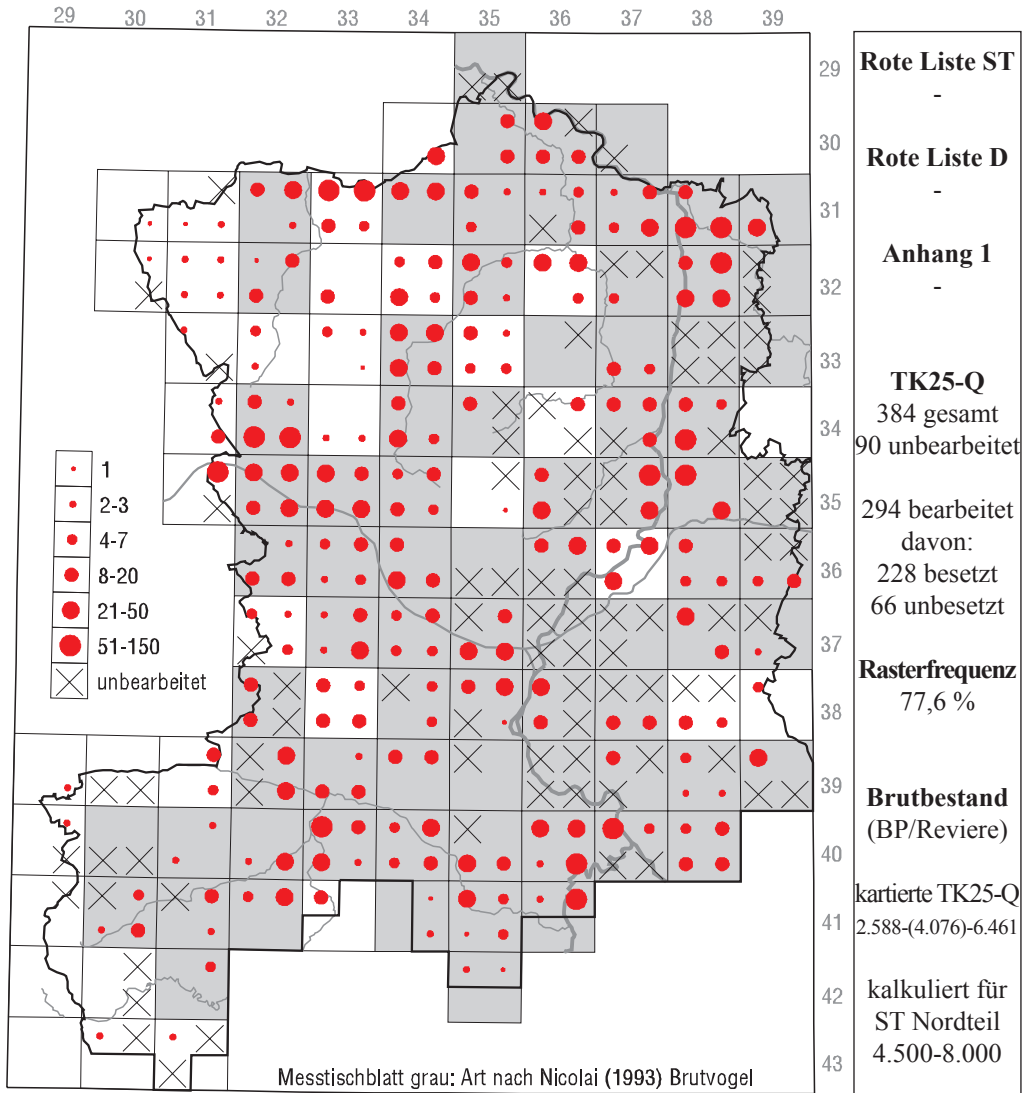 29 30 31 32 33 34 35 36 37 38 39
29
30
31
32
33
34
35
36
37
38
39
40
41
42
43
1
2-3
4-7
8-20
21-50
51-150
unbearbeitet
Messtischblatt grau: Art nach Nicolai (1993) Brutvogel
Rote Liste ST
-
Rote Liste D
-
Anhang 1
-
TK25-Q
384 gesamt
90 unbearbeitet
294 bearbeitet
davon:
228 besetzt
66 unbesetzt
Rasterfrequenz
77,6 %
Brutbestand
(BP/Reviere)
kartierte TK25-Q
2.588-(4.076)-6.461
kalkuliert für
ST Nordteil
4.500-8.000